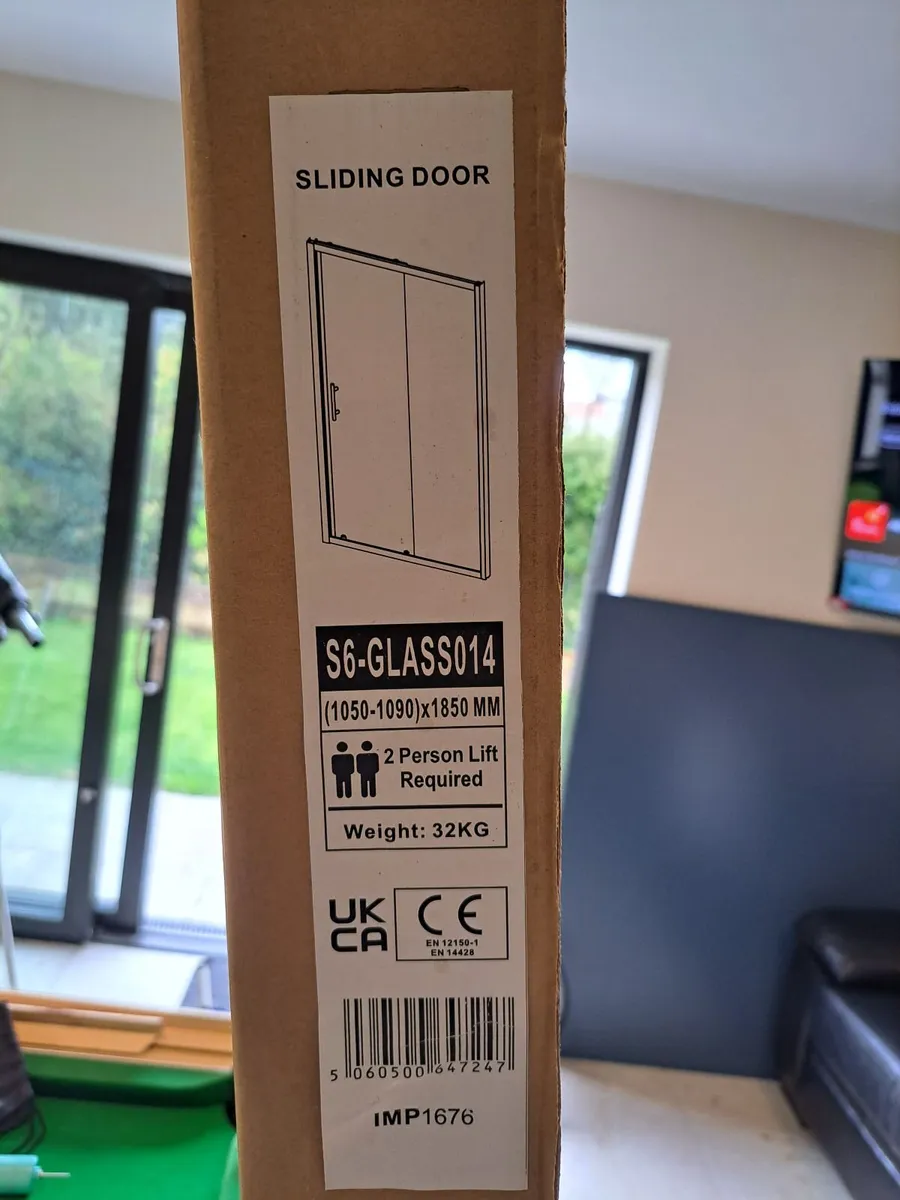 SLIDING DOOR
S6-GLASS014
(1050-1090)x1850 MM
2 Person Lift
Required
Weight: 32KG
UK
CA
CE
EN 12150-1
EN 14428
5 060500 647247
IMP1676